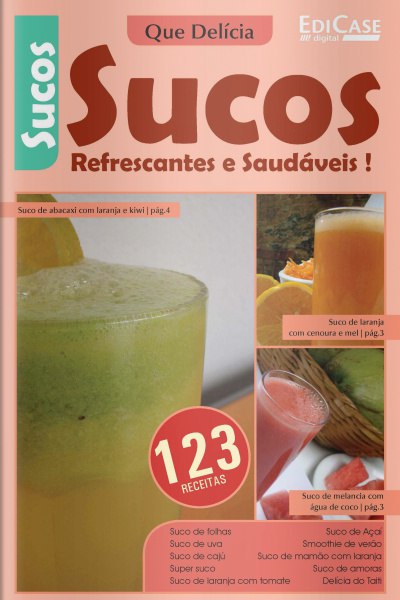 Que Delícia
EdiCase
digital
Sucos
Sucos
Refrescantes e Saudáveis !
Suco de abacaxi com laranja e kiwi | pág.4
Suco de laranja
com cenoura e mel | pág.3
123
RECEITAS
Suco de melancia com
água de coco | pág.3
Suco de folhas
Suco de uva
Suco de cajú
Super suco
Suco de laranja com tomate
Suco de Açaí
Smoothie de verão
Suco de mamão com laranja
Suco de amoras
Delícia do Taiti